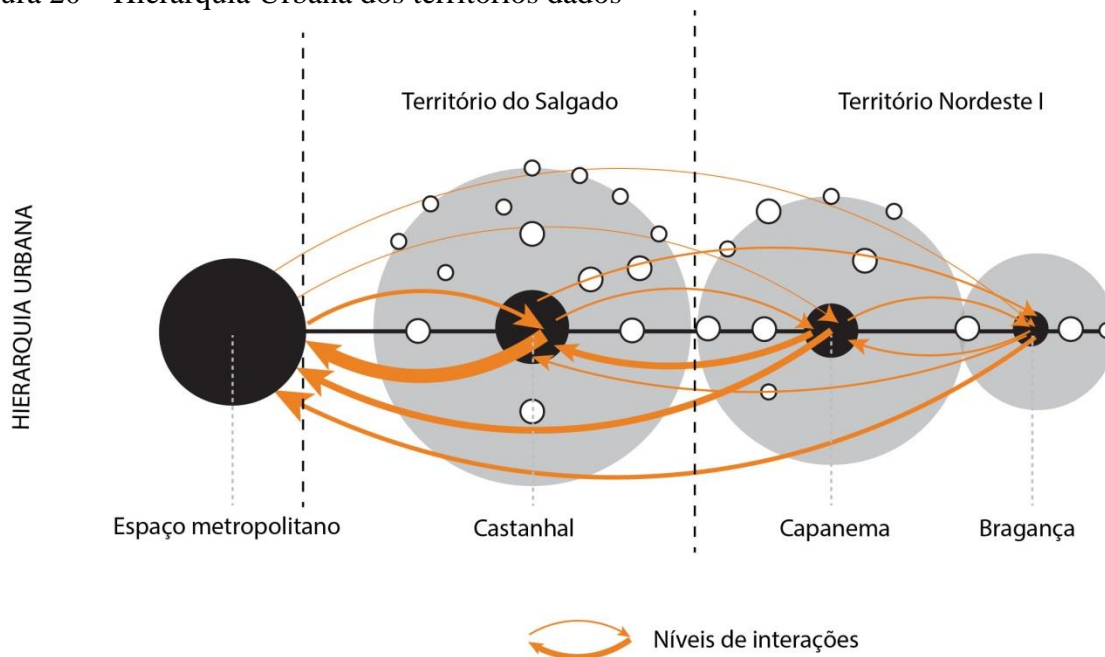 26 – Hierarquia Urbana dos territórios dados
Território do Salgado
Território Nordeste I
HIERARQUIA URBANA
Espaço metropolitano
Castanhal
Capanema
Bragança
Níveis de interações